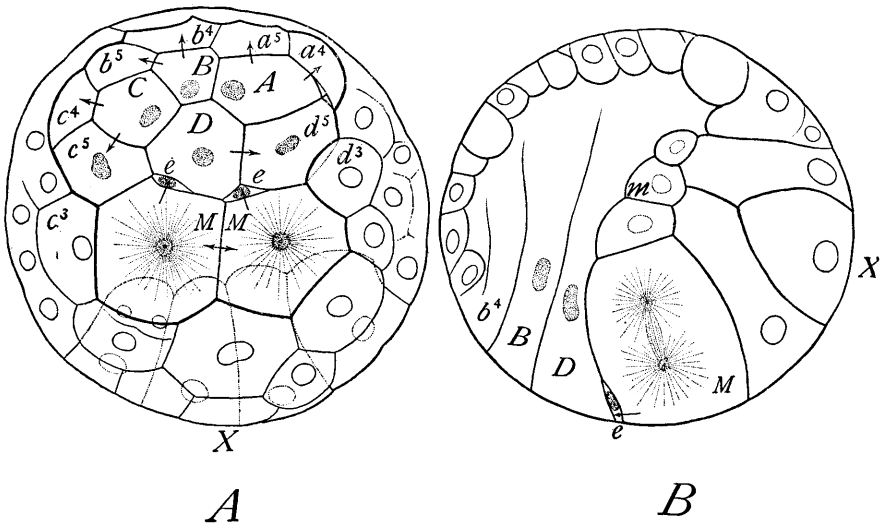 b⁴ a⁵
b⁵ B a⁴
C A
c⁴ D
c⁵ d⁵
d³
e e
c³ M M
X
A
m
X
b⁴
B
D M
e
B